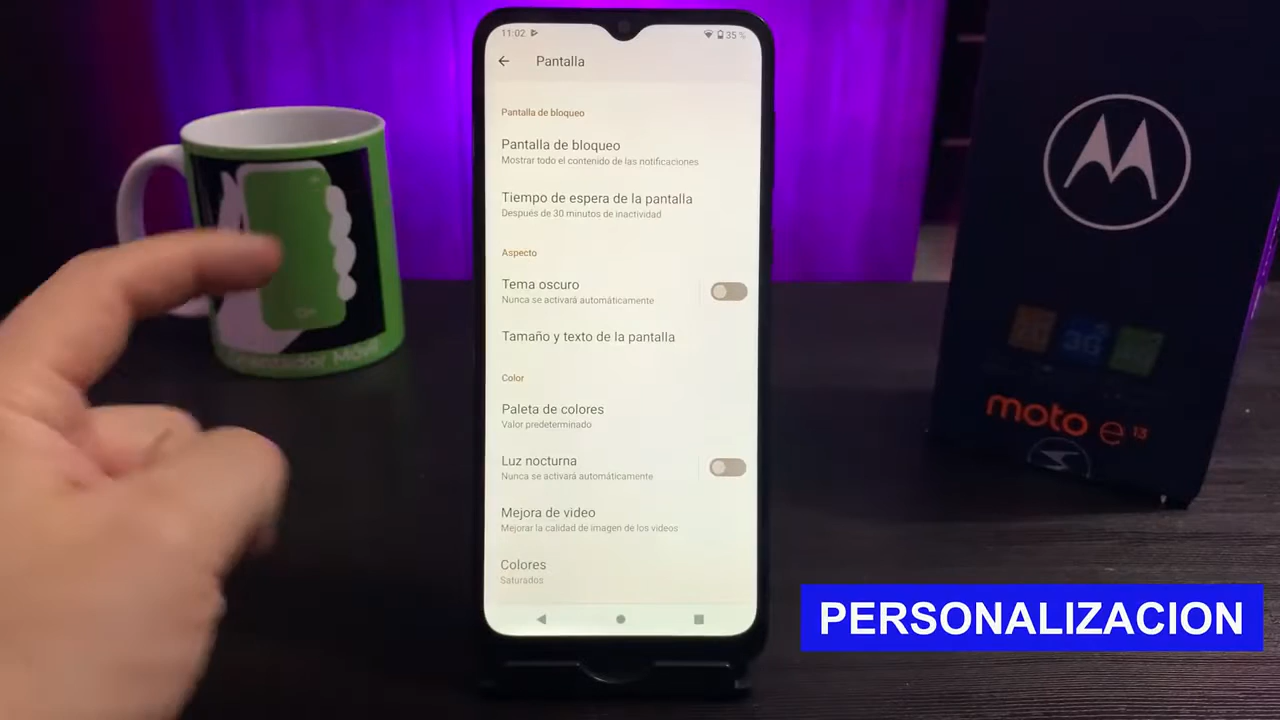 11:02
35 %
Pantalla
Pantalla de bloqueo
Pantalla de bloqueo
Mostrar todo el contenido de las notificaciones
Tiempo de espera de la pantalla
Después de 30 minutos de inactividad
Aspecto
Tema oscuro
Nunca se activará automáticamente
Tamaño y texto de la pantalla
Color
Paleta de colores
Valor predeterminado
Luz nocturna
Nunca se activará automáticamente
Mejora de video
Mejorar la calidad de imagen de los videos
Colores
Saturados
Móvil
3G
moto e 13
PERSONALIZACION